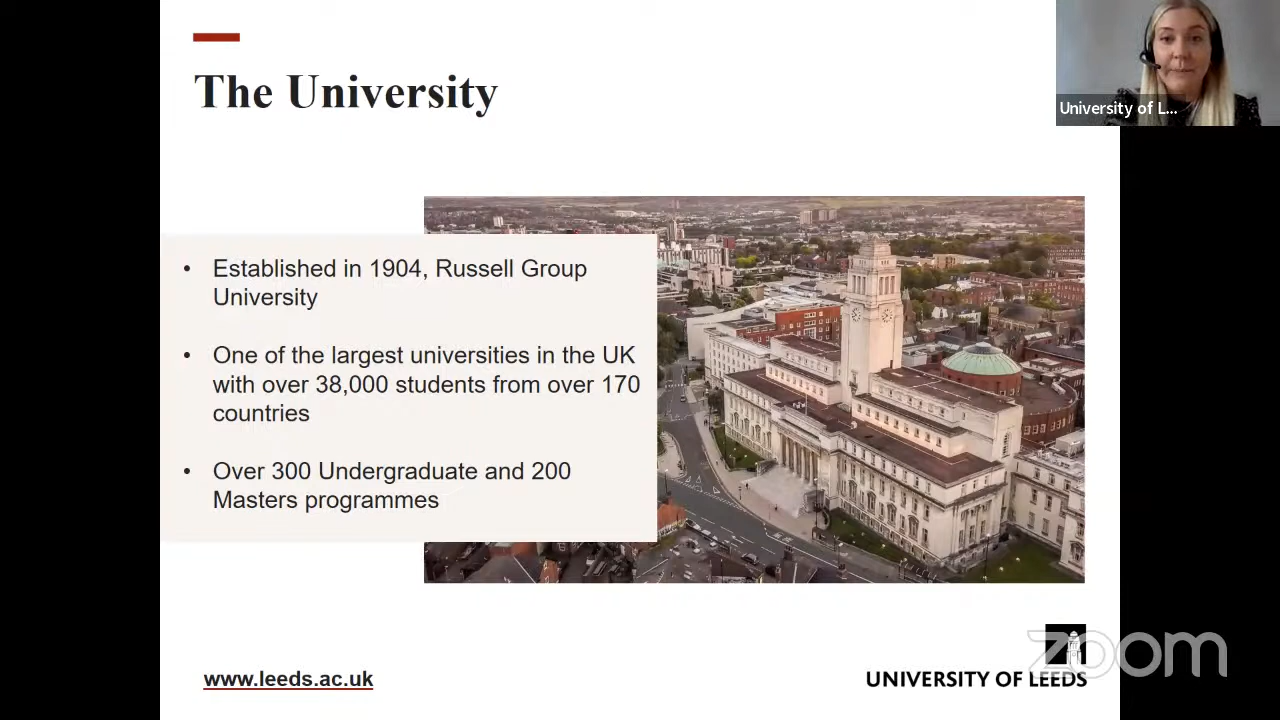 The University
University of L...
• Established in 1904, Russell Group
University
• One of the largest universities in the UK
with over 38,000 students from over 170
countries
• Over 300 Undergraduate and 200
Masters programmes
www.leeds.ac.uk
zoom
UNIVERSITY OF LEEDS